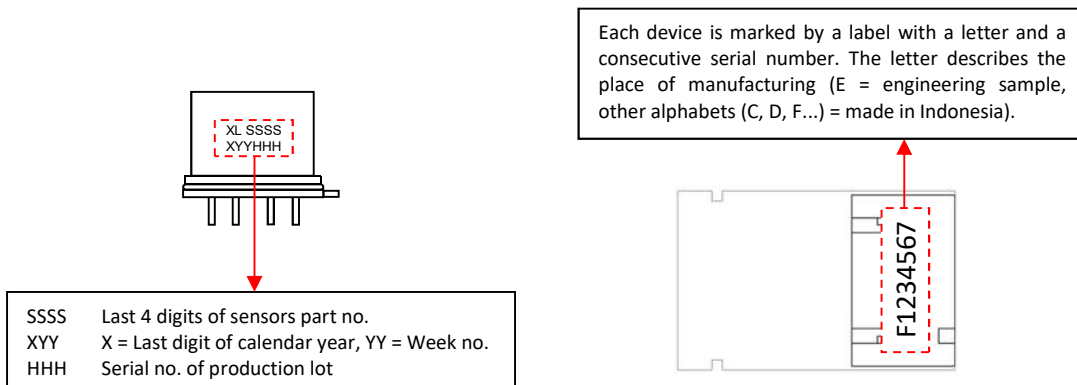 XL SSSS
XYYHHH
SSSS Last 4 digits of sensors part no.
XYY X = Last digit of calendar year, YY = Week no.
HHH Serial no. of production lot
Each device is marked by a label with a letter and a
consecutive serial number. The letter describes the
place of manufacturing (E = engineering sample,
other alphabets (C, D, F...) = made in Indonesia).
F1234567